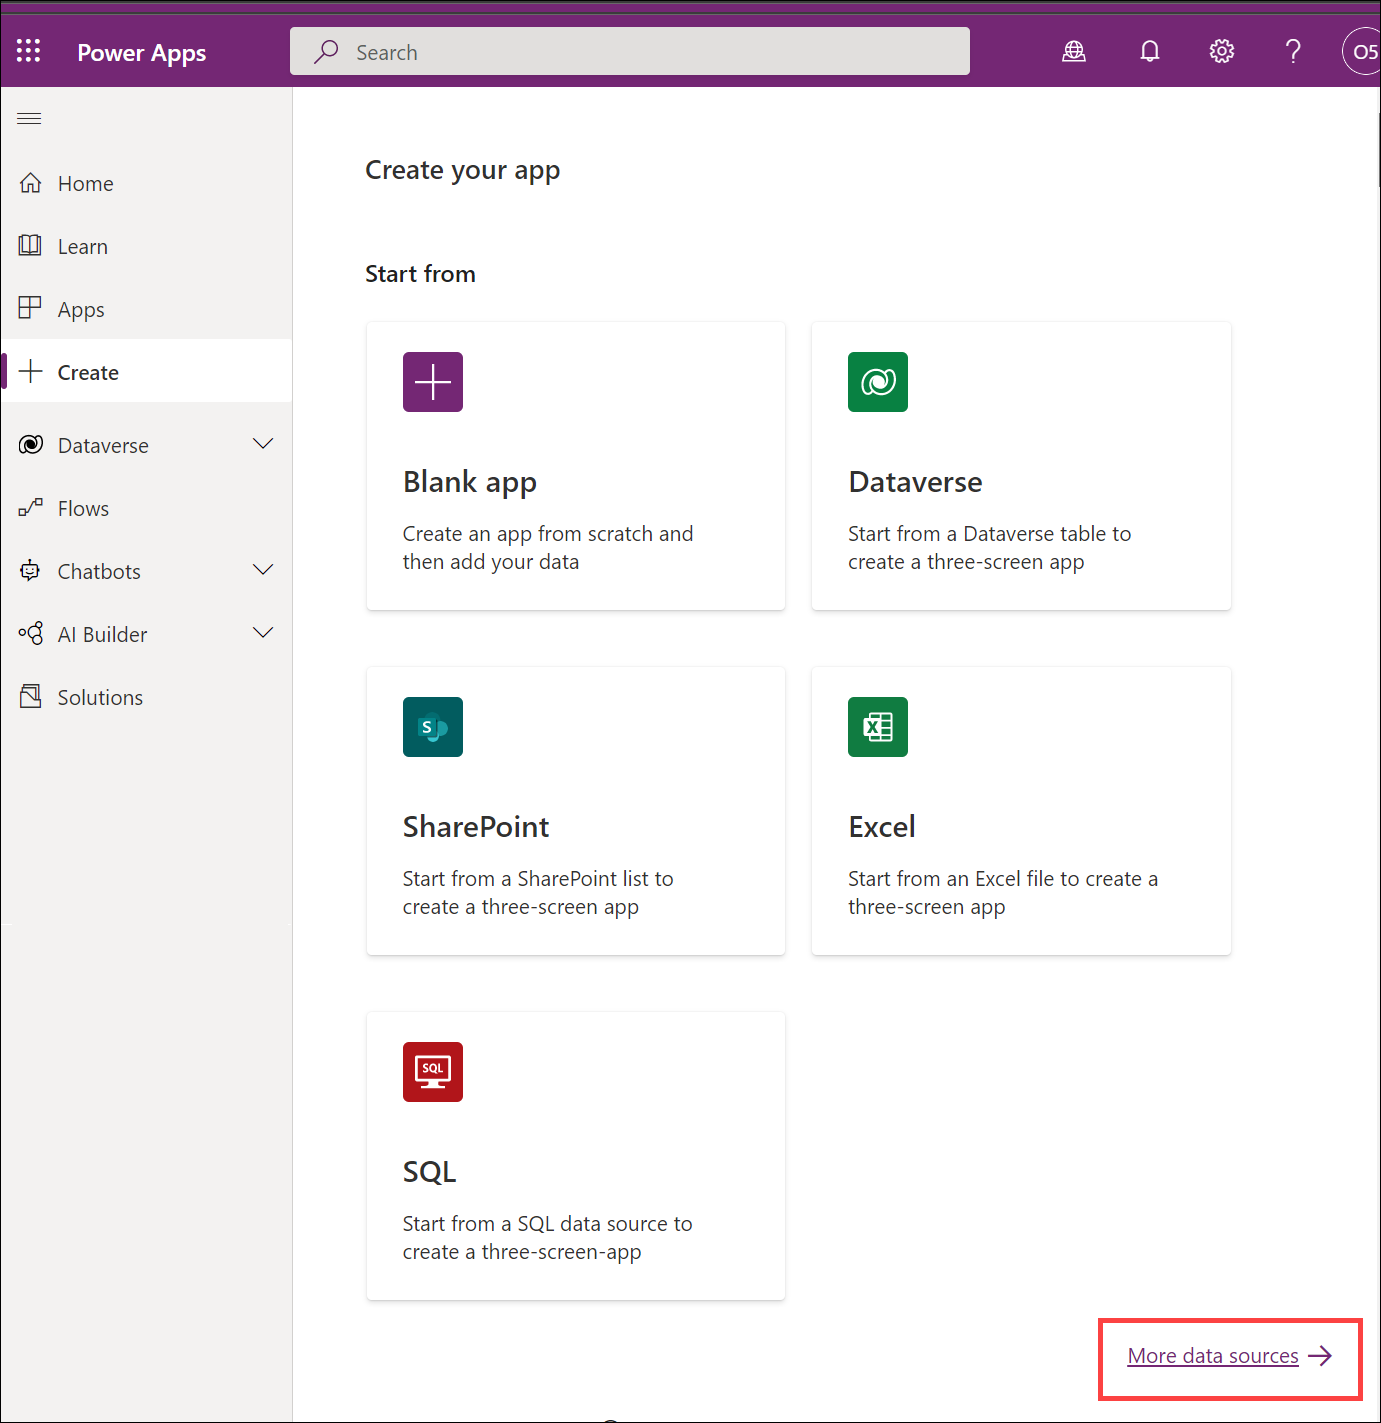 Power Apps
Search
O5
Home
Learn
Apps
Create
Dataverse
Flows
Chatbots
AI Builder
Solutions
Create your app
Start from
Blank app
Create an app from scratch and
then add your data
Dataverse
Start from a Dataverse table to
create a three-screen app
S
SharePoint
Start from a SharePoint list to
create a three-screen app
X
Excel
Start from an Excel file to create a
three-screen app
SQL
SQL
Start from a SQL data source to
create a three-screen-app
More data sources